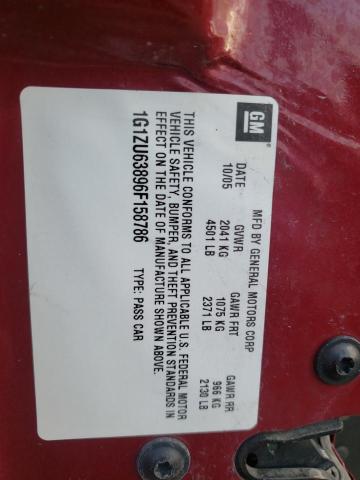 GM
MFD BY GENERAL MOTORS CORP
DATE GVWR GAWR FRT GAWR RR
10/05 2041 KG 1075 KG 966 KG
4501 LB 2371 LB 2130 LB
THIS VEHICLE CONFORMS TO ALL APPLICABLE U.S. FEDERAL MOTOR
VEHICLE SAFETY, BUMPER, AND THEFT PREVENTION STANDARDS IN
EFFECT ON THE DATE OF MANUFACTURE SHOWN ABOVE.
1G1ZU63896F158786 TYPE: PASS CAR